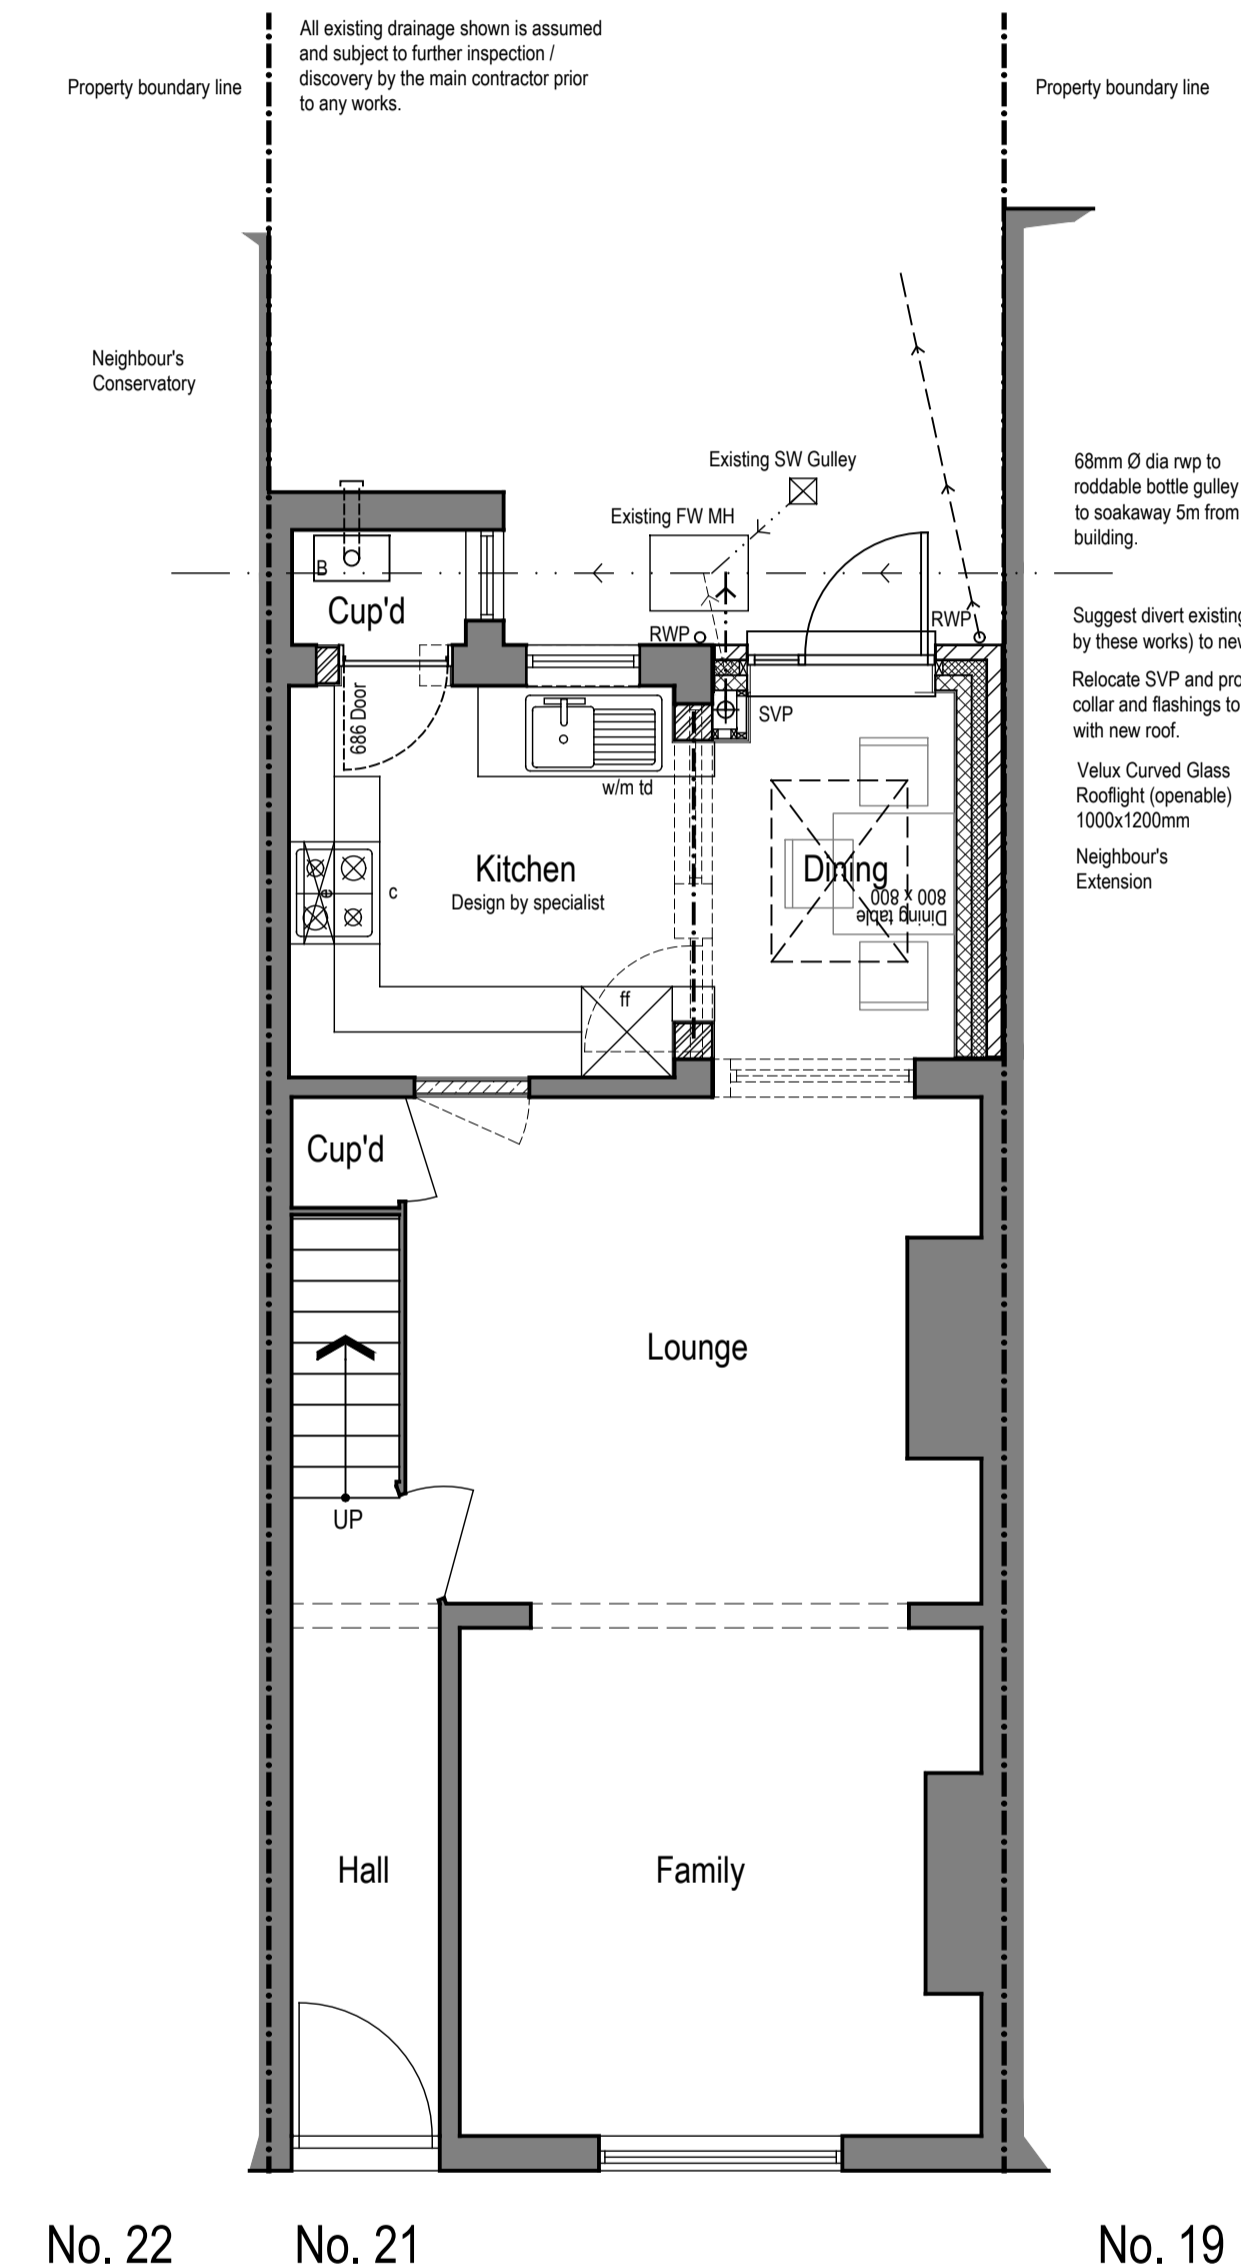 All existing drainage shown is assumed
and subject to further inspection /
discovery by the main contractor prior
to any works.
Property boundary line
Property boundary line
Neighbour's
Conservatory
Existing SW Gulley
Existing FW MH
68mm Ø dia rwp to
roddable bottle gulley
to soakaway 5m from
building.
B
Cup'd
RWP
RWP
Suggest divert existing
by these works) to new
Relocate SVP and pro
collar and flashings to
with new roof.
686 Door
SVP
Velux Curved Glass
Rooflight (openable)
1000x1200mm
w/m td
Neighbour's
Extension
Kitchen
Design by specialist
Dining
Dining table
800 x 800
e
c
ff
Cup'd
Lounge
UP
Hall
Family
No. 22
No. 21
No. 19